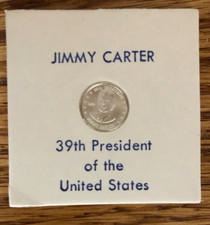 JIMMY CARTER
39th President
of the
United States